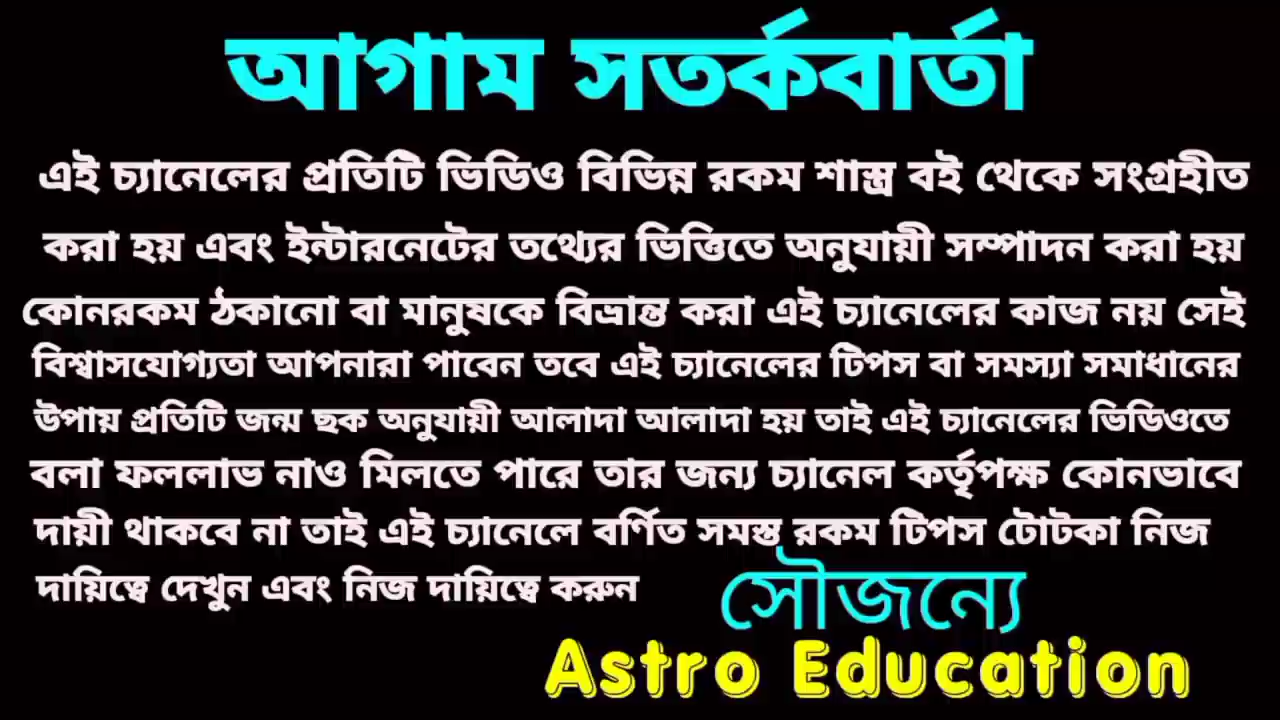 আগাম সতর্কবার্তা
এই চ্যানেলের প্রতিটি ভিডিও বিভিন্ন রকম শাস্ত্র বই থেকে সংগ্রহীত
করা হয় এবং ইন্টারনেটের তথ্যের ভিত্তিতে অনুযায়ী সম্পাদন করা হয়
কোনরকম ঠকানো বা মানুষকে বিভ্রান্ত করা এই চ্যানেলের কাজ নয় সেই
বিশ্বাসযোগ্যতা আপনারা পাবেন তবে এই চ্যানেলের টিপস বা সমস্যা সমাধানের
উপায় প্রতিটি জন্ম ছক অনুযায়ী আলাদা আলাদা হয় তাই এই চ্যানেলের ভিডিওতে
বলা ফললাভ নাও মিলতে পারে তার জন্য চ্যানেল কর্তৃপক্ষ কোনভাবে
দায়ী থাকবে না তাই এই চ্যানেলে বর্ণিত সমস্ত রকম টিপস টোটকা নিজ
দায়িত্বে দেখুন এবং নিজ দায়িত্বে করুন
সৌজন্যে
Astro Education